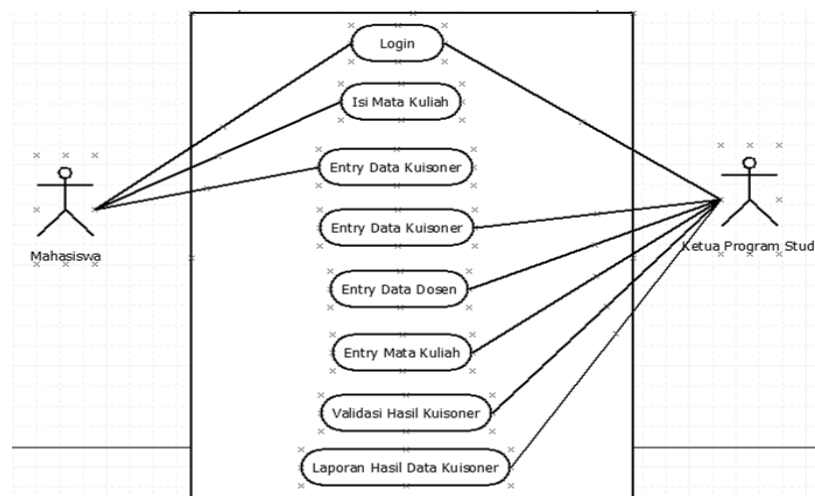 Login
Isi Mata Kuliah
Entry Data Kuisoner
Entry Data Kuisoner
Mahasiswa
Ketua Program Stud
Entry Data Dosen
Entry Mata Kuliah
Validasi Hasil Kuisoner
Laporan Hasil Data Kuisoner